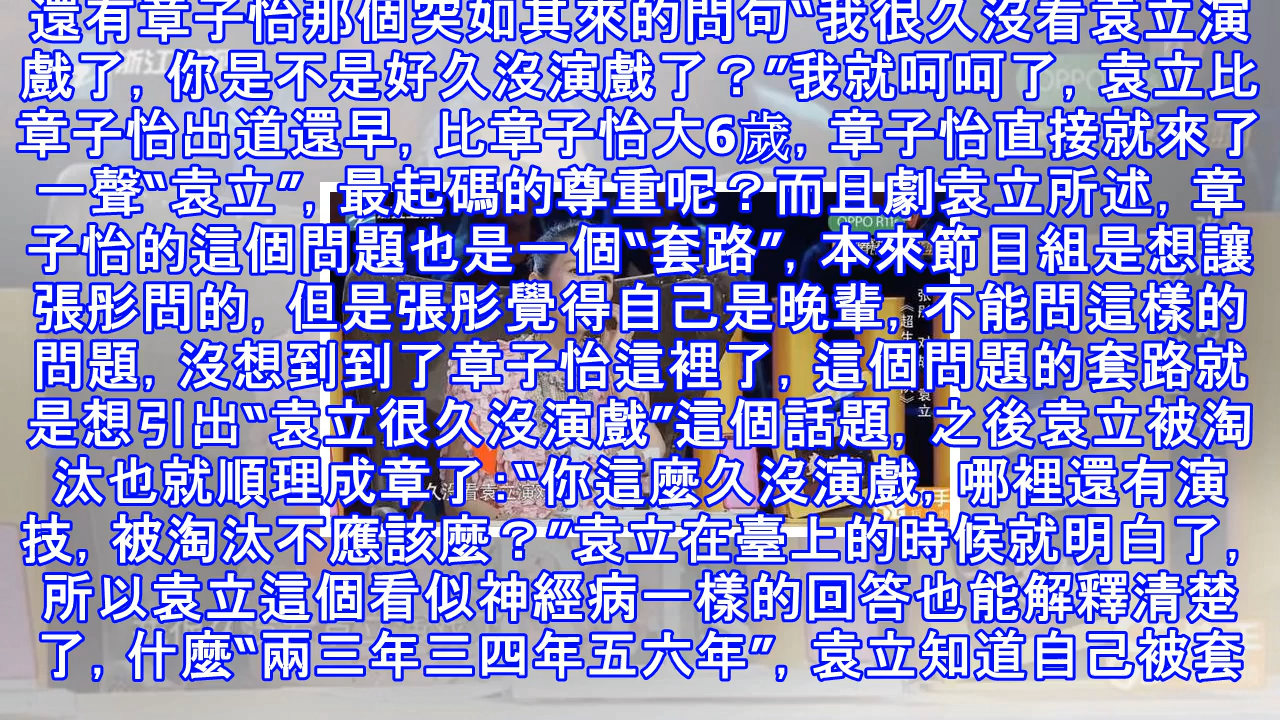 還有章子怡那個突如其來的問句“我很久沒看袁立演
戲了, 你是不是好久沒演戲了？”我就呵呵了, 袁立比
章子怡出道還早, 比章子怡大6歲, 章子怡直接就來了
一聲“袁立”, 最起碼的尊重呢？而且劇袁立所述, 章
子怡的這個問題也是一個“套路”, 本來節目組是想讓
張彤問的, 但是張彤覺得自己是晚輩, 不能問這樣的
問題, 沒想到到了章子怡這裡了, 這個問題的套路就
是想引出“袁立很久沒演戲”這個話題, 之後袁立被淘
汰也就順理成章了：“你這麼久沒演戲, 哪裡還有演
技, 被淘汰不應該麼？”袁立在臺上的時候就明白了,
所以袁立這個看似神經病一樣的回答也能解釋清楚
了, 什麼“兩三年三四年五六年”, 袁立知道自己被套
浙江
OPPO
OPPO R11
久沒看袁立演
袁立